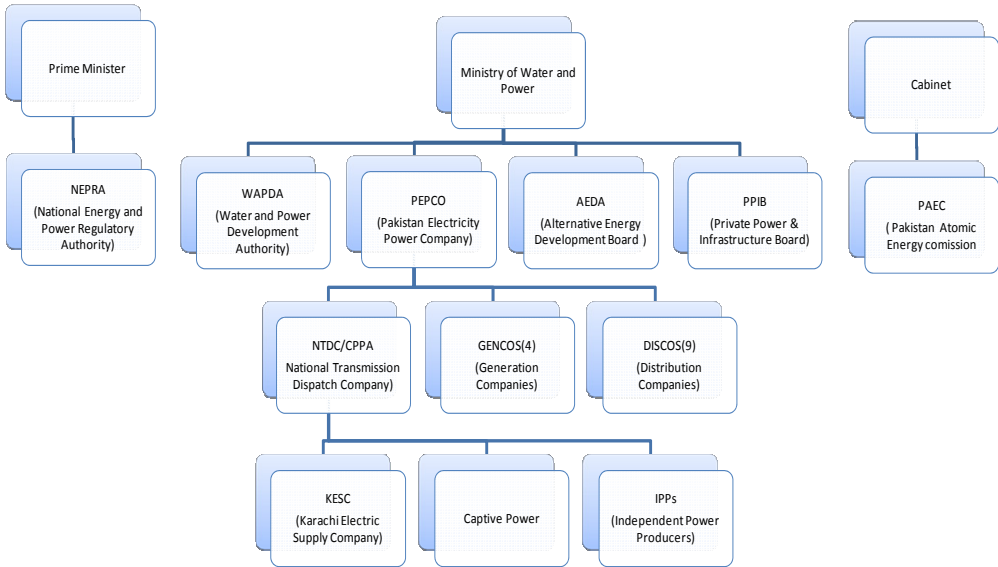 Prime Minister
Ministry of Water and
Power
Cabinet
NEPRA
(National Energy and
Power Regulatory
Authority)
WAPDA
(Water and Power
Development
Authority)
PEPCO
(Pakistan Electricity
Power Company)
AEDA
(Alternative Energy
Development Board )
PPIB
(Private Power &
Infrastructure Board)
PAEC
( Pakistan Atomic
Energy comission
NTDC/CPPA
National Transmission
Dispatch Company)
GENCOS(4)
(Generation
Companies)
DISCOS(9)
(Distribution
Companies)
KESC
(Karachi Electric
Supply Company)
Captive Power
IPPs
(Independent Power
Producers)